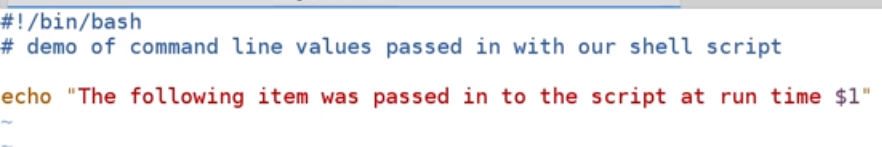 #!/bin/bash
# demo of command line values passed in with our shell script
echo "The following item was passed in to the script at run time $1"
~
~